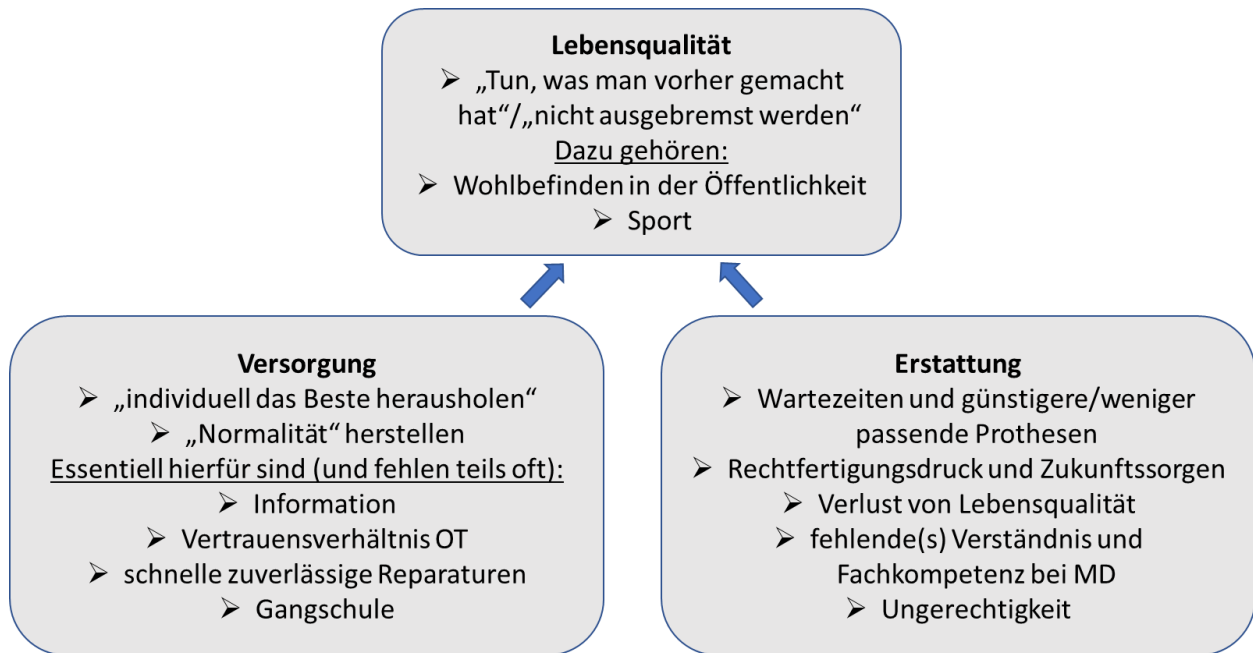 Lebensqualität
➢ „Tun, was man vorher gemacht
hat“/„nicht ausgebremst werden“
Dazu gehören:
➢ Wohlbefinden in der Öffentlichkeit
➢ Sport
Versorgung
➢ „individuell das Beste herausholen“
➢ „Normalität“ herstellen
Essentiell hierfür sind (und fehlen teils oft):
➢ Information
➢ Vertrauensverhältnis OT
➢ schnelle zuverlässige Reparaturen
➢ Gangschule
Erstattung
➢ Wartezeiten und günstigere/weniger
passende Prothesen
➢ Rechtfertigungsdruck und Zukunftssorgen
➢ Verlust von Lebensqualität
➢ fehlende(s) Verständnis und
Fachkompetenz bei MD
➢ Ungerechtigkeit